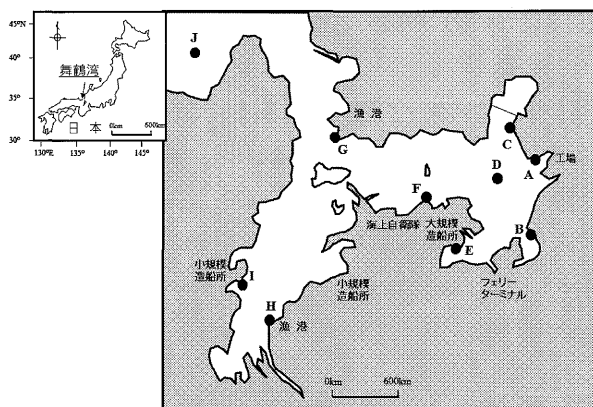 45°N
40°
35°
30°
舞鶴湾
日本
0km 600km
130°E 135° 140° 145°
J
漁港
G
C
A
工場
D
F
海上自衛隊
大規模
造船所
B
E
フェリー
ターミナル
小規模
造船所
I
小規模
造船所
H
漁港
0km 600km